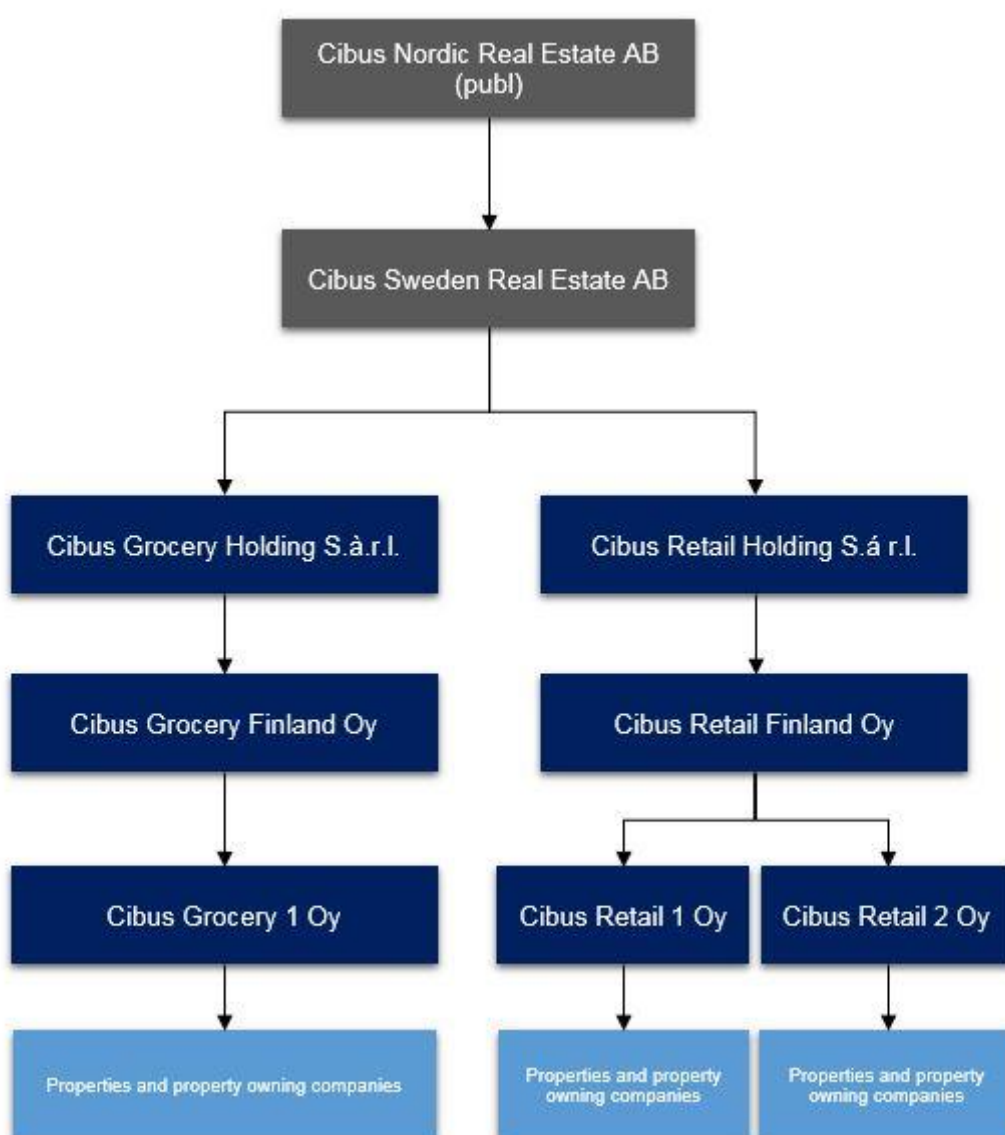 Cibus Nordic Real Estate AB
(publ)
Cibus Sweden Real Estate AB
Cibus Grocery Holding S.à.r.l.
Cibus Retail Holding S.á r.l.
Cibus Grocery Finland Oy
Cibus Retail Finland Oy
Cibus Grocery 1 Oy
Cibus Retail 1 Oy
Cibus Retail 2 Oy
Properties and property owning companies
Properties and property
owning companies
Properties and property
owning companies